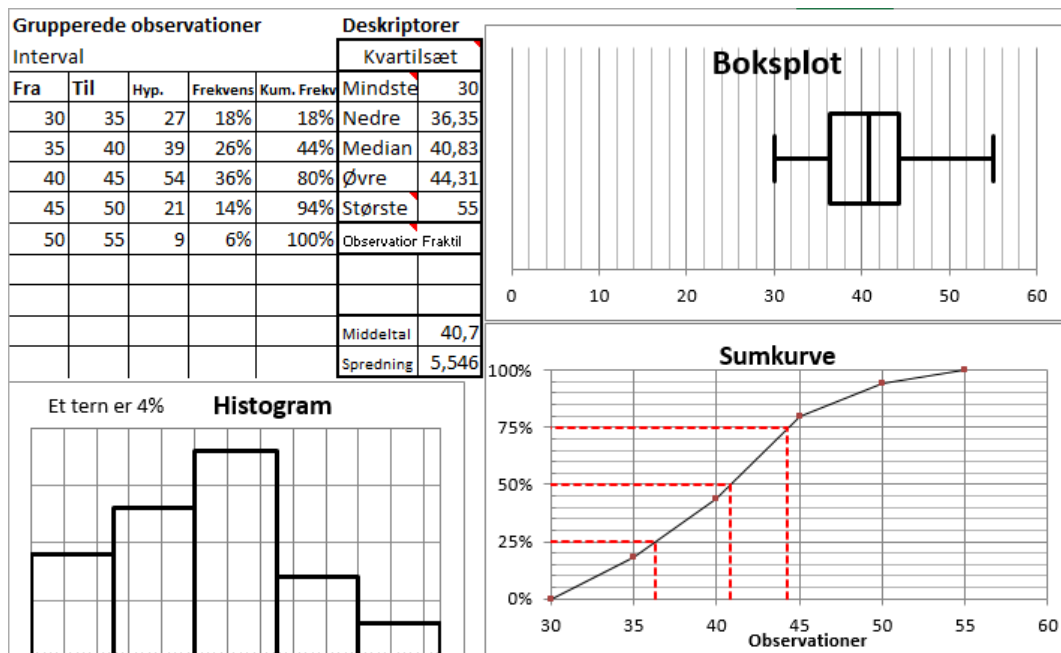 Grupperede observationer Deskriptorer
Interval Kvartilsæt
Fra Til Hyp. Frekvens Kum. Frekv Mindste 30
30 35 27 18% 18% Nedre 36,35
35 40 39 26% 44% Median 40,83
40 45 54 36% 80% Øvre 44,31
45 50 21 14% 94% Største 55
50 55 9 6% 100% Observatior Fraktil
Middeltal 40,7
Spredning 5,546
Boksplot
0 10 20 30 40 50 60
Et tern er 4% Histogram
Sumkurve
100%
75%
50%
25%
0%
30 35 40 45 50 55 60
Observationer